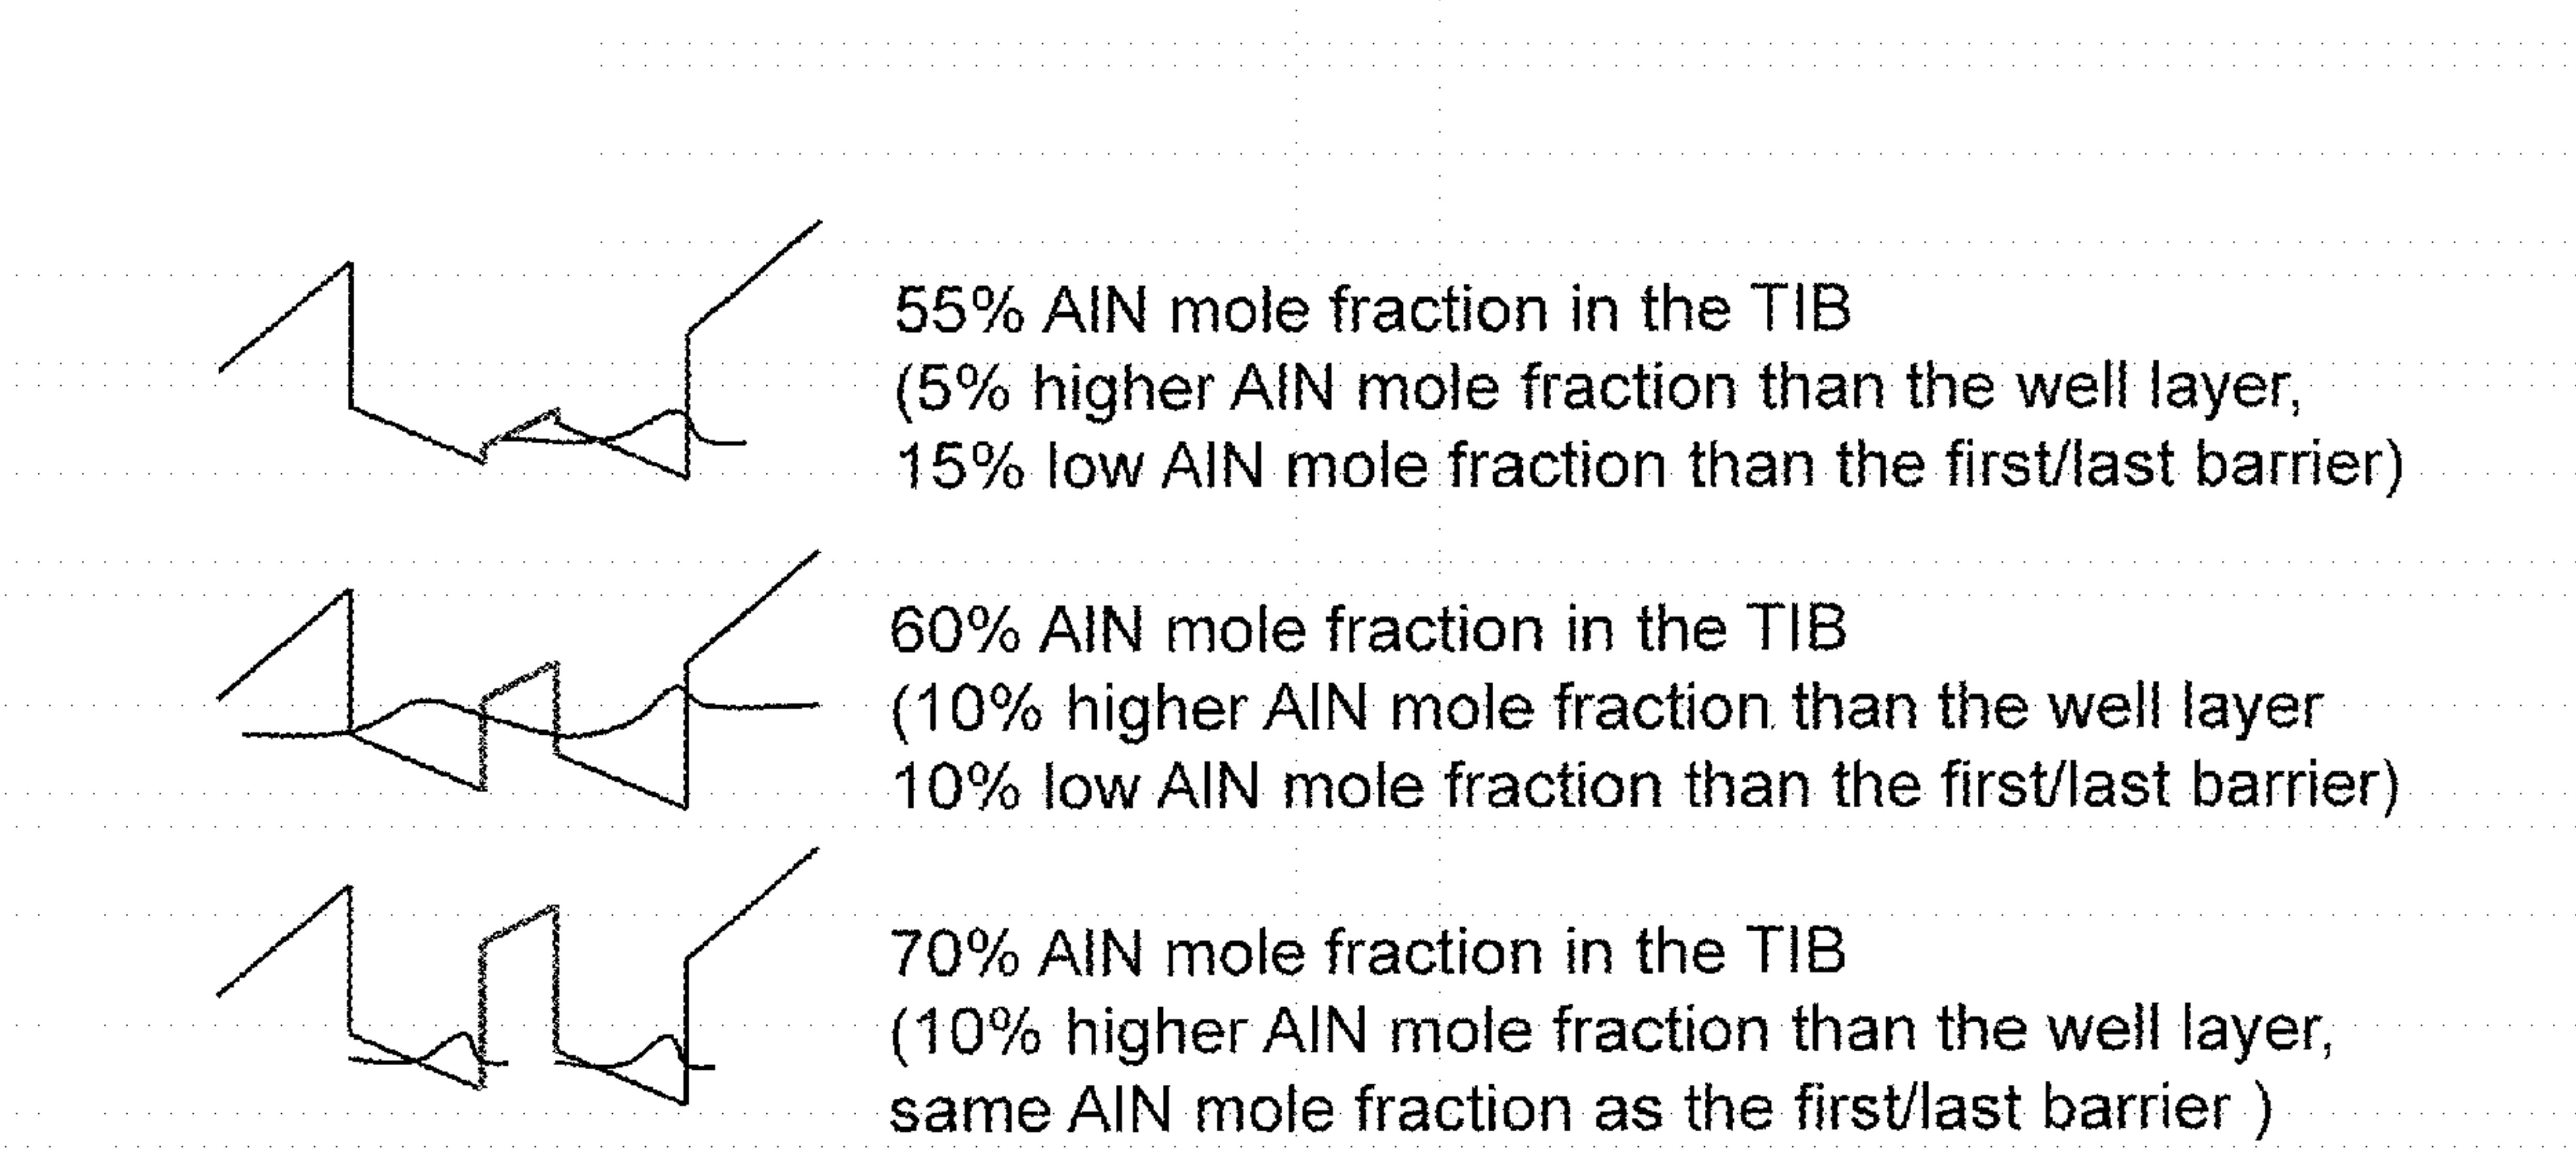 55% AlN mole fraction in the TIB
(5% higher AlN mole fraction than the well layer,
15% low AlN mole fraction than the first/last barrier)
60% AlN mole fraction in the TIB
(10% higher AlN mole fraction than the well layer
10% low AlN mole fraction than the first/last barrier)
70% AlN mole fraction in the TIB
(10% higher AlN mole fraction than the well layer,
same AlN mole fraction as the first/last barrier )